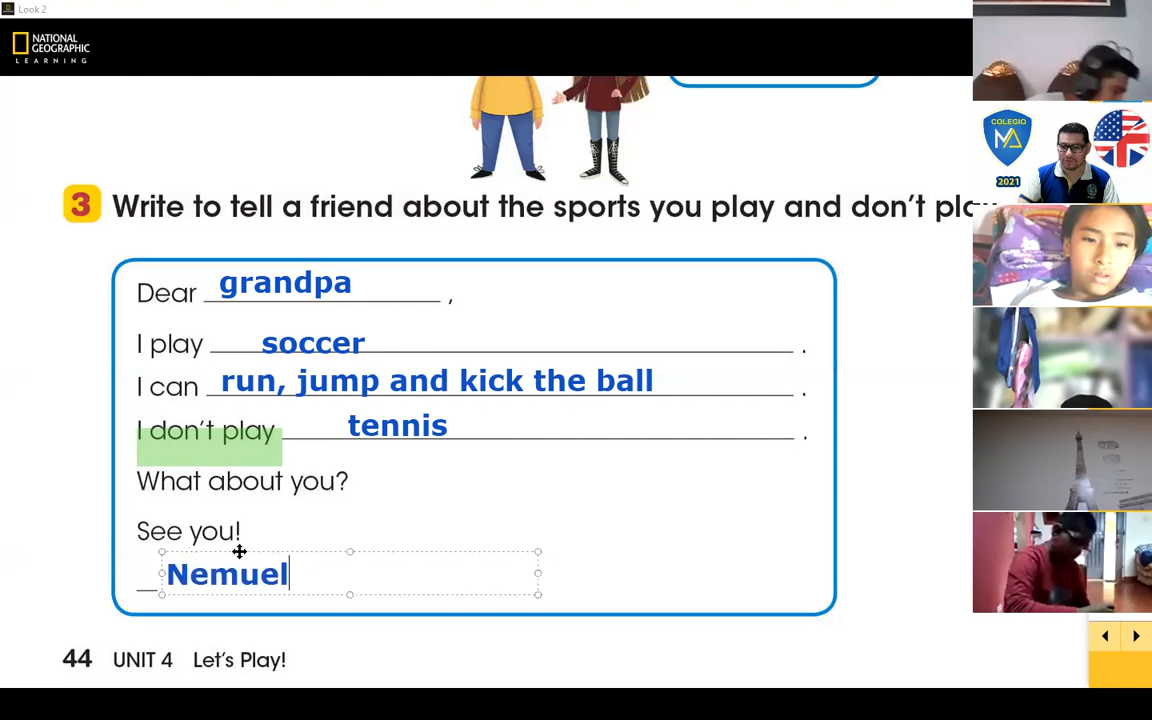 Look 2
NATIONAL
GEOGRAPHIC
LEARNING
COLEGIO
MA
2021
3 Write to tell a friend about the sports you play and don't play
Dear grandpa ,
I play soccer .
I can run, jump and kick the ball .
I don't play tennis .
What about you?
See you!
Nemuel
44 UNIT 4 Let's Play!